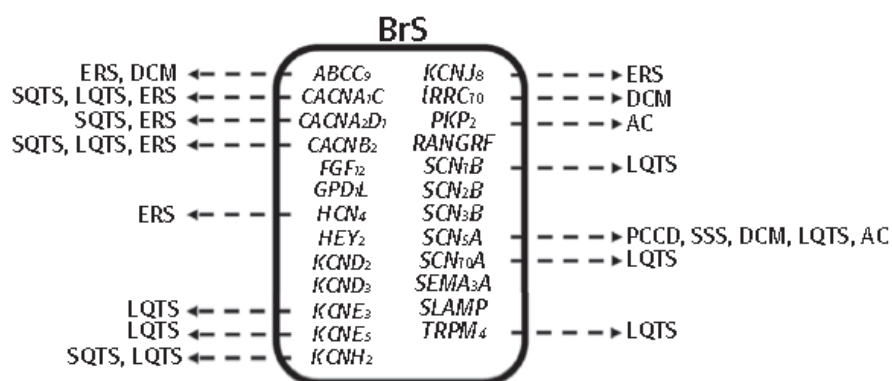 BrS
ERS, DCM ABCC9 KCNJ8 ERS
SQTS, LQTS, ERS CACNA1C lRRC10 DCM
SQTS, ERS CACNA2D1 PKP2 AC
SQTS, LQTS, ERS CACNB2 RANGRF
FGF12 SCN1B LQTS
GPD1L SCN2B
ERS HCN4 SCN3B
HEY2 SCN5A PCCD, SSS, DCM, LQTS, AC
KCND2 SCN10A LQTS
KCND3 SEMA3A
LQTS KCNE3 SLAMP
LQTS KCNE5 TRPM4 LQTS
SQTS, LQTS KCNH2